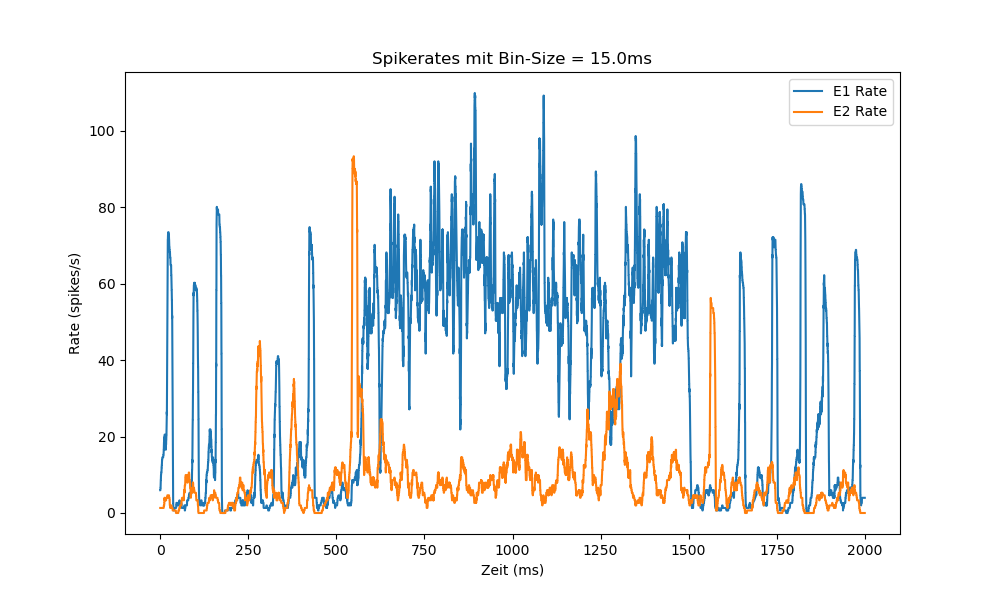 Spikerates mit Bin-Size = 15.0ms
E1 Rate
E2 Rate
Rate (spikes/s)
100
80
60
40
20
0
0 250 500 750 1000 1250 1500 1750 2000
Zeit (ms)